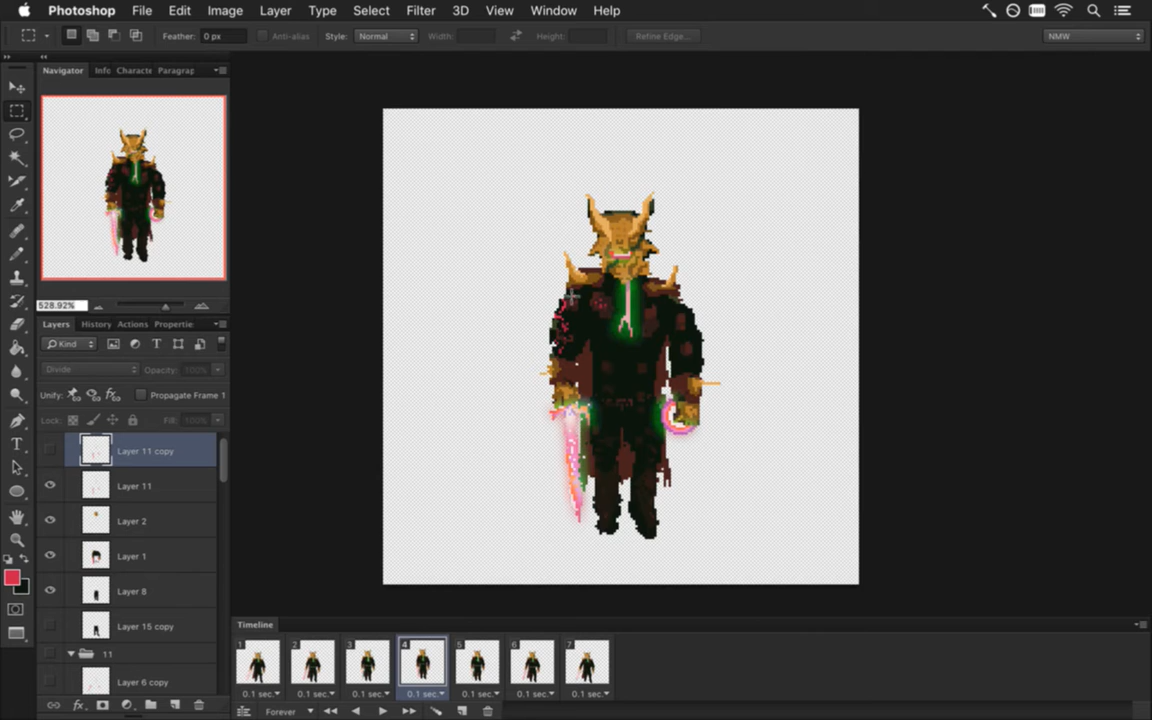 Photoshop File Edit Image Layer Type Select Filter 3D View Window Help
Feather: 0 px Anti-alias Style: Normal Width: Height: Refine Edge... NMW
Navigator Info Characte Paragrap
528.92%
Layers History Actions Propertie
Kind
Divide Opacity: 100%
Unify: Propagate Frame 1
Lock: Fill: 100%
Layer 11 copy
Layer 11
Layer 2
Layer 1
Layer 8
Layer 15 copy
11
Layer 6 copy
Timeline
1 2 3 4 5 6 7
0.1 sec. 0.1 sec. 0.1 sec. 0.1 sec. 0.1 sec. 0.1 sec. 0.1 sec.
Forever